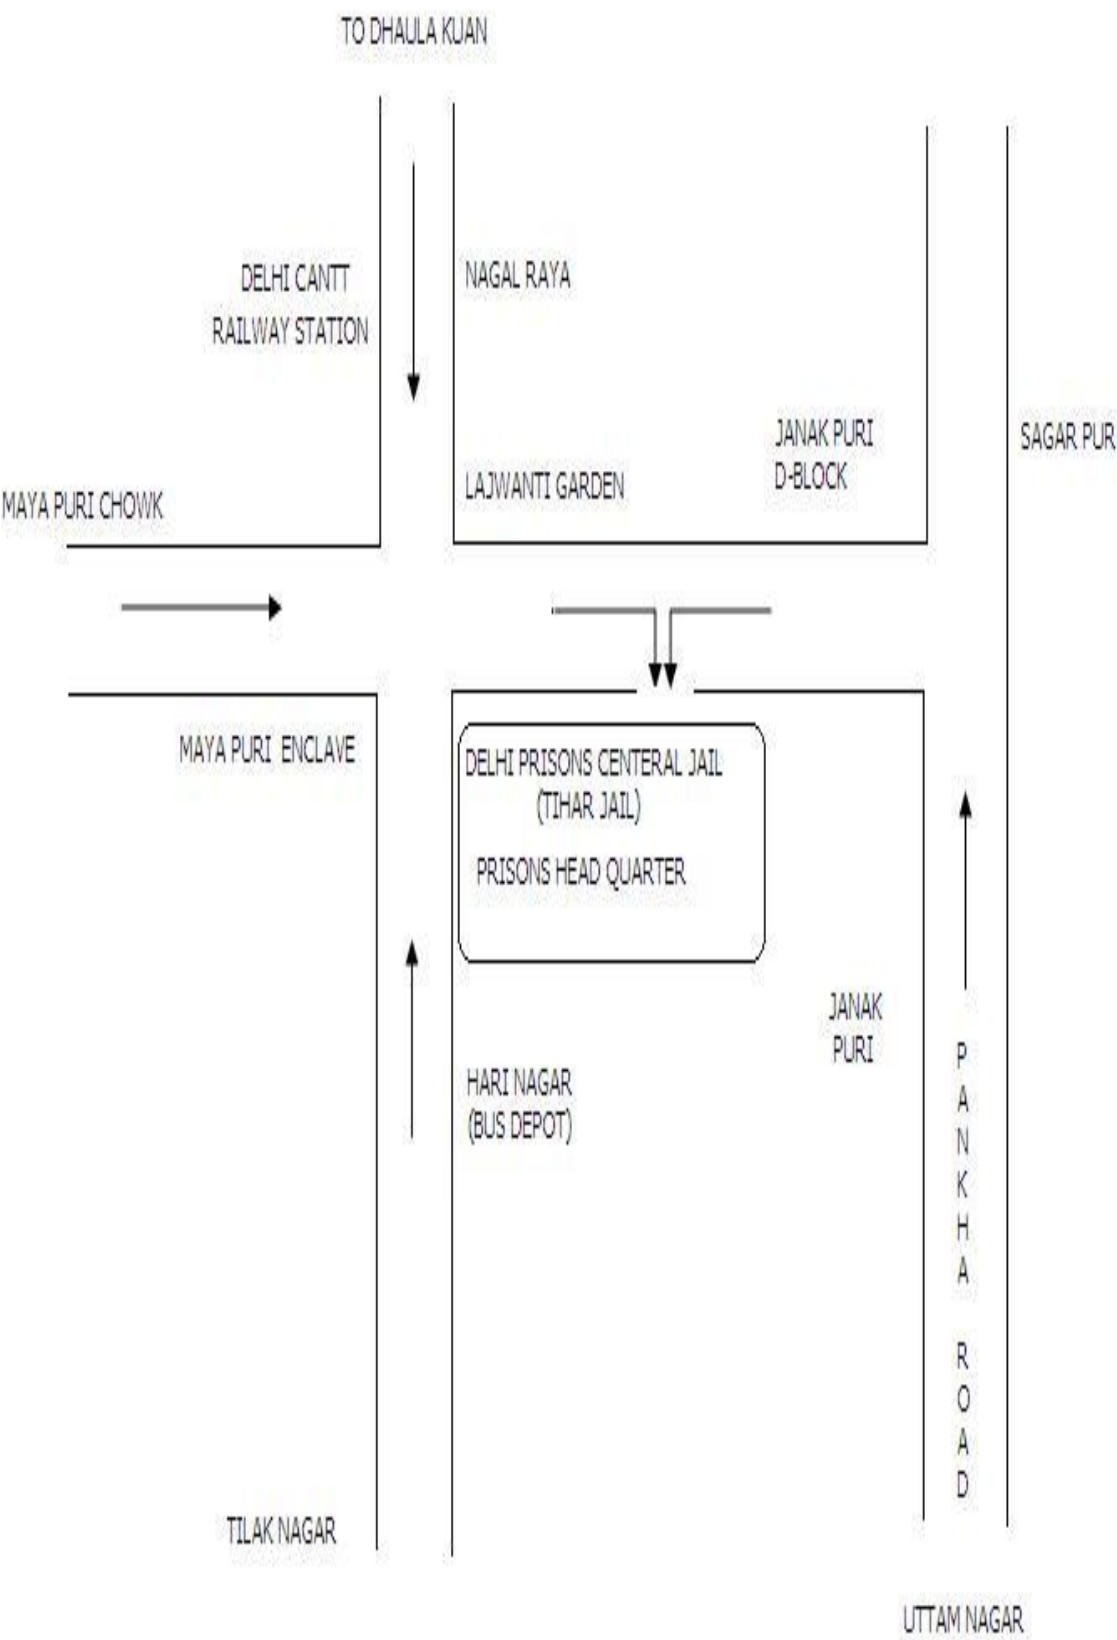 TO DHAULA KUAN
DELHI CANTT
RAILWAY STATION
NAGAL RAYA
JANAK PURI
D-BLOCK
SAGAR PUR
MAYA PURI CHOWK
LAJWANTI GARDEN
MAYA PURI ENCLAVE
DELHI PRISONS CENTERAL JAIL
(TIHAR JAIL)
PRISONS HEAD QUARTER
JANAK
PURI
HARI NAGAR
(BUS DEPOT)
PANKHA ROAD
TILAK NAGAR
UTTAM NAGAR